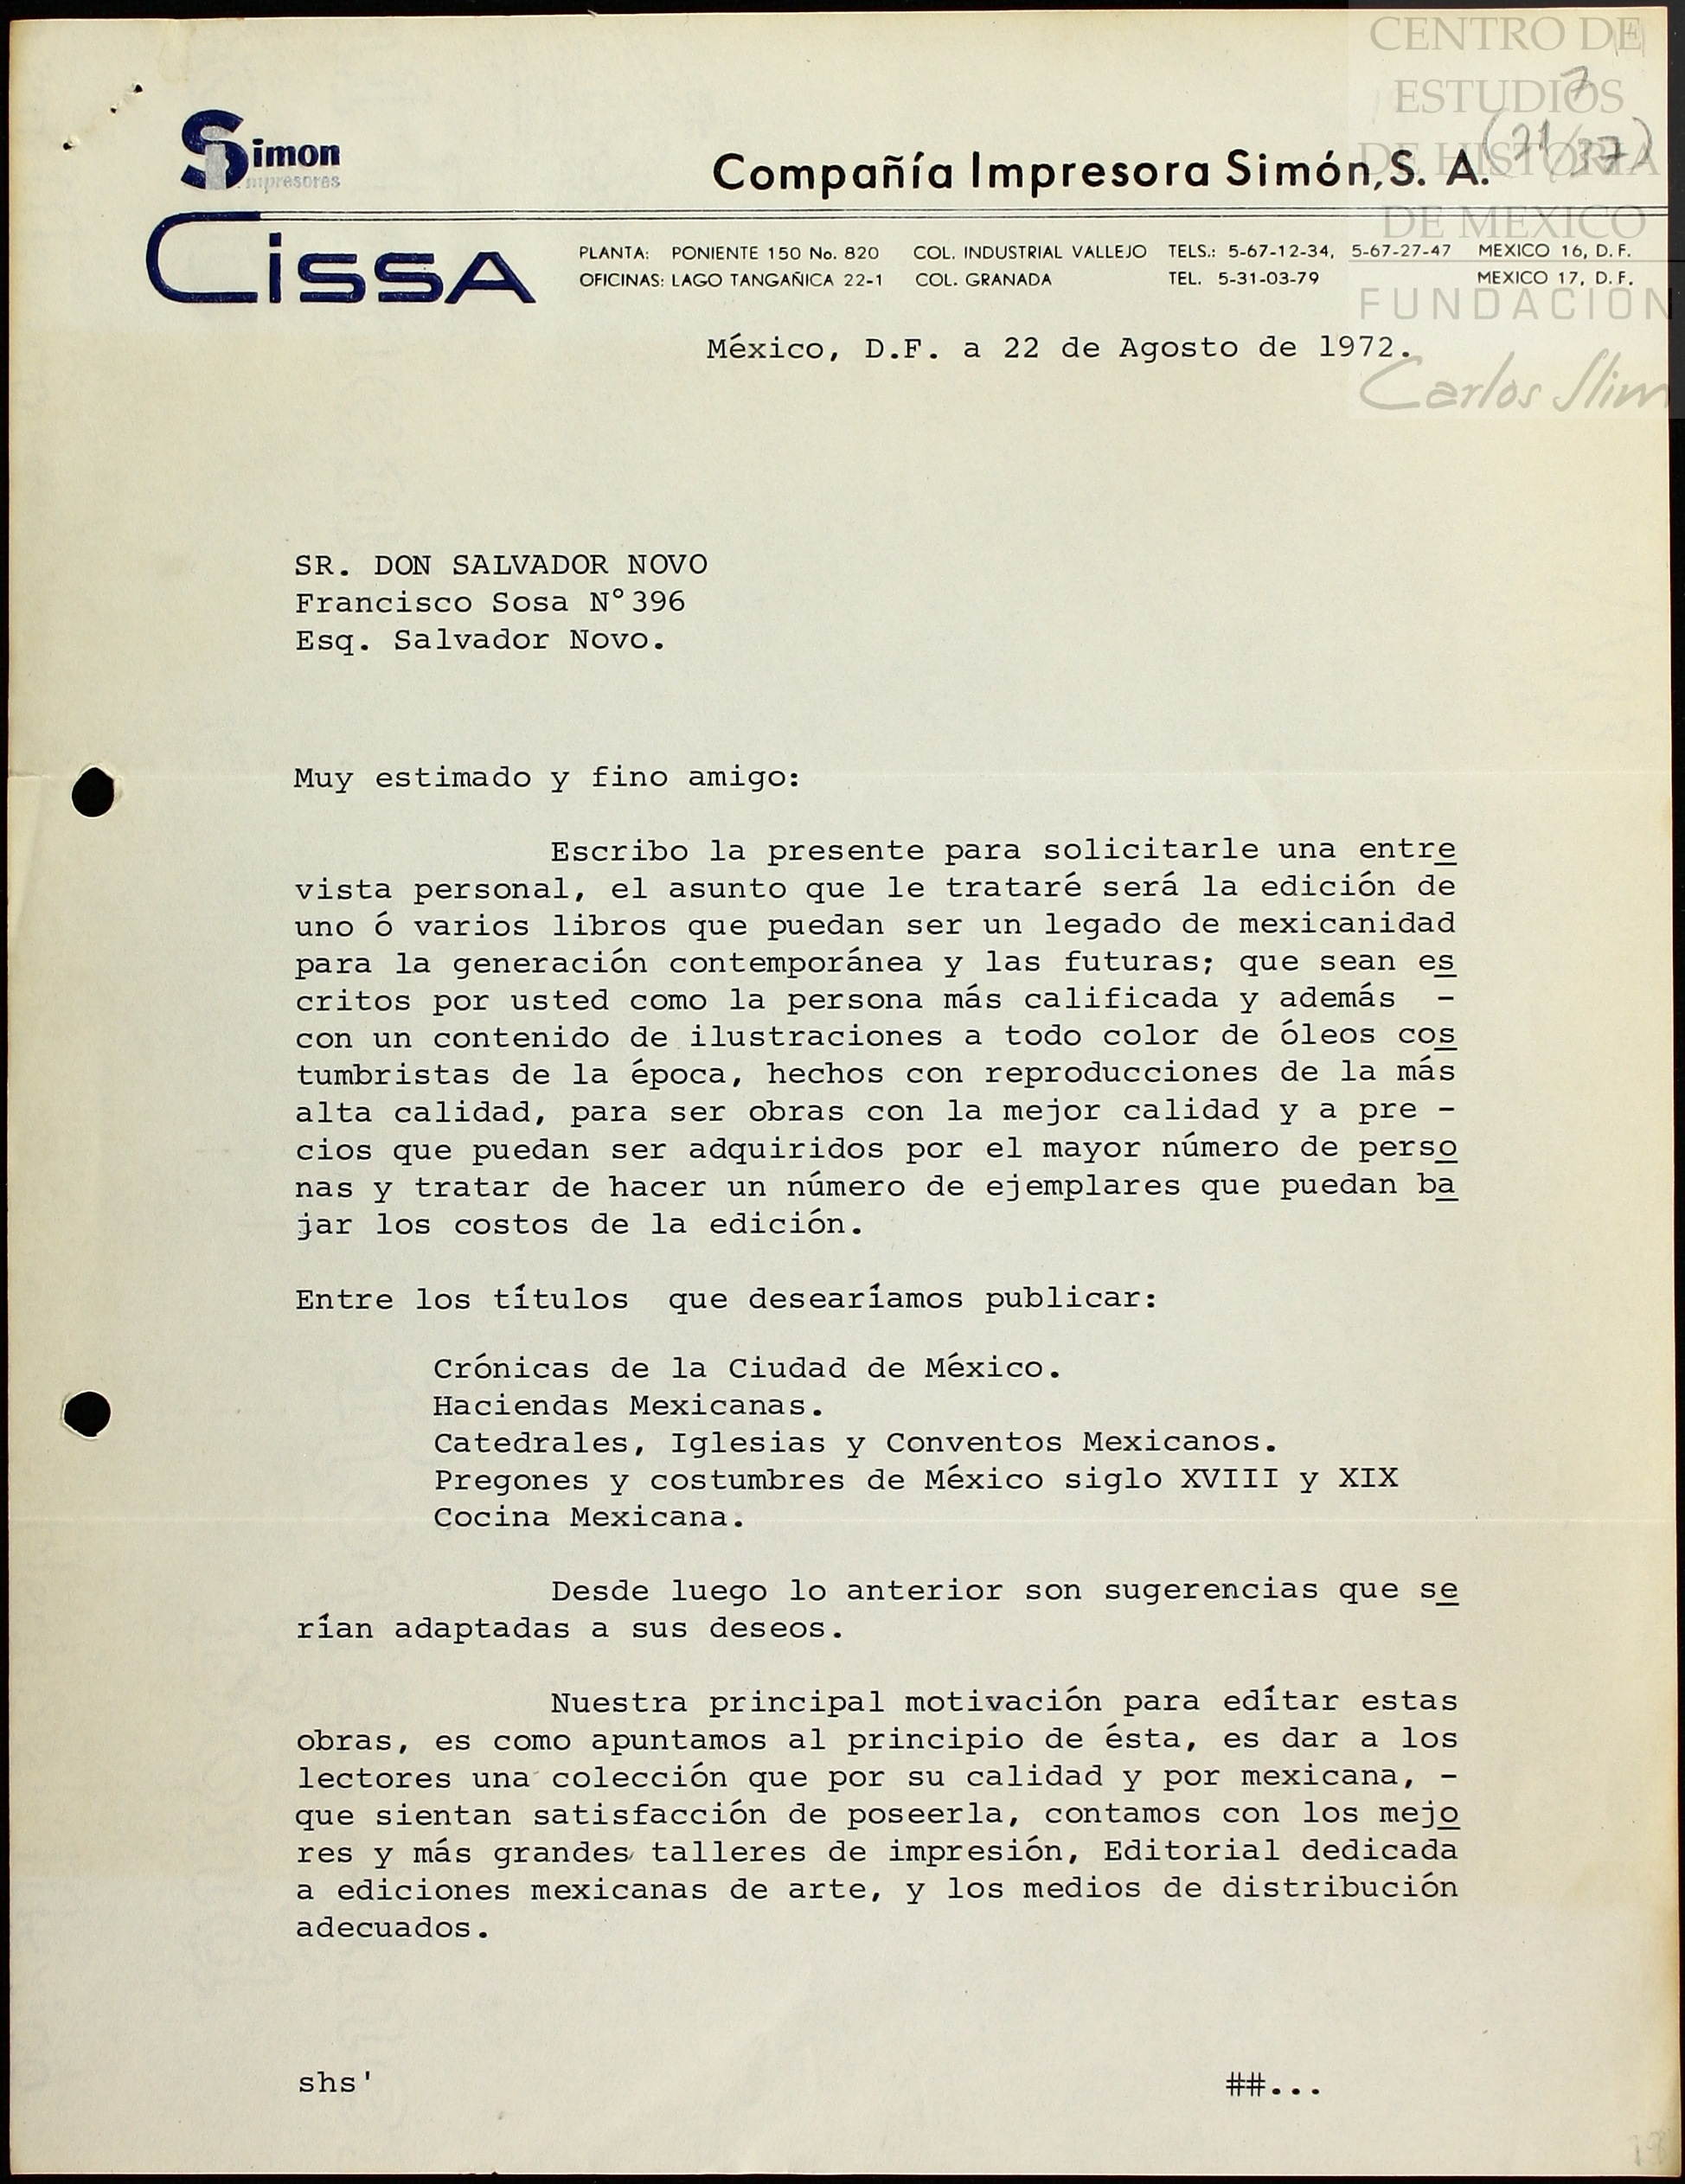 CENTRO DE
ESTUDIOS
DE HISTORIA
DE MEXICO
FUNDACIÓN
Carlos Slim
7
(21/37)
Simon
Impresores
Compañía Impresora Simón, S. A.
Cissa
PLANTA: PONIENTE 150 No. 820 COL. INDUSTRIAL VALLEJO TELS.: 5-67-12-34, 5-67-27-47 MEXICO 16, D. F.
OFICINAS: LAGO TANGAÑICA 22-1 COL. GRANADA TEL. 5-31-03-79 MEXICO 17, D. F.
México, D.F. a 22 de Agosto de 1972.
SR. DON SALVADOR NOVO
Francisco Sosa N°396
Esq. Salvador Novo.
Muy estimado y fino amigo:
Escribo la presente para solicitarle una entre
vista personal, el asunto que le trataré será la edición de
uno ó varios libros que puedan ser un legado de mexicanidad
para la generación contemporánea y las futuras; que sean es
critos por usted como la persona más calificada y además -
con un contenido de ilustraciones a todo color de óleos cos
tumbristas de la época, hechos con reproducciones de la más
alta calidad, para ser obras con la mejor calidad y a pre -
cios que puedan ser adquiridos por el mayor número de perso
nas y tratar de hacer un número de ejemplares que puedan ba
jar los costos de la edición.
Entre los títulos que desearíamos publicar:
Crónicas de la Ciudad de México.
Haciendas Mexicanas.
Catedrales, Iglesias y Conventos Mexicanos.
Pregones y costumbres de México siglo XVIII y XIX
Cocina Mexicana.
Desde luego lo anterior son sugerencias que se
rían adaptadas a sus deseos.
Nuestra principal motivación para edítar estas
obras, es como apuntamos al principio de ésta, es dar a los
lectores una colección que por su calidad y por mexicana, -
que sientan satisfacción de poseerla, contamos con los mejo
res y más grandes talleres de impresión, Editorial dedicada
a ediciones mexicanas de arte, y los medios de distribución
adecuados.
shs' ##...